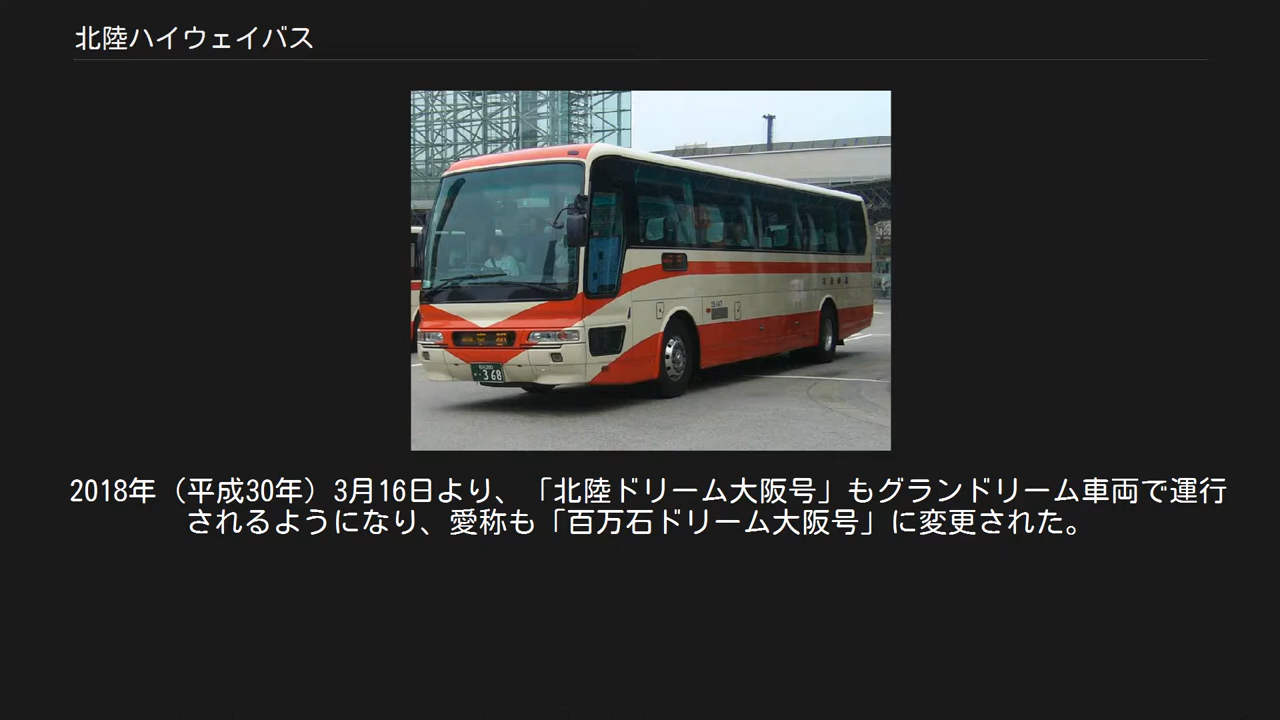 北陸ハイウェイバス
・368
2018年（平成30年）3月16日より、「北陸ドリーム大阪号」もグランドリーム車両で運行
されるようになり、愛称も「百万石ドリーム大阪号」に変更された。